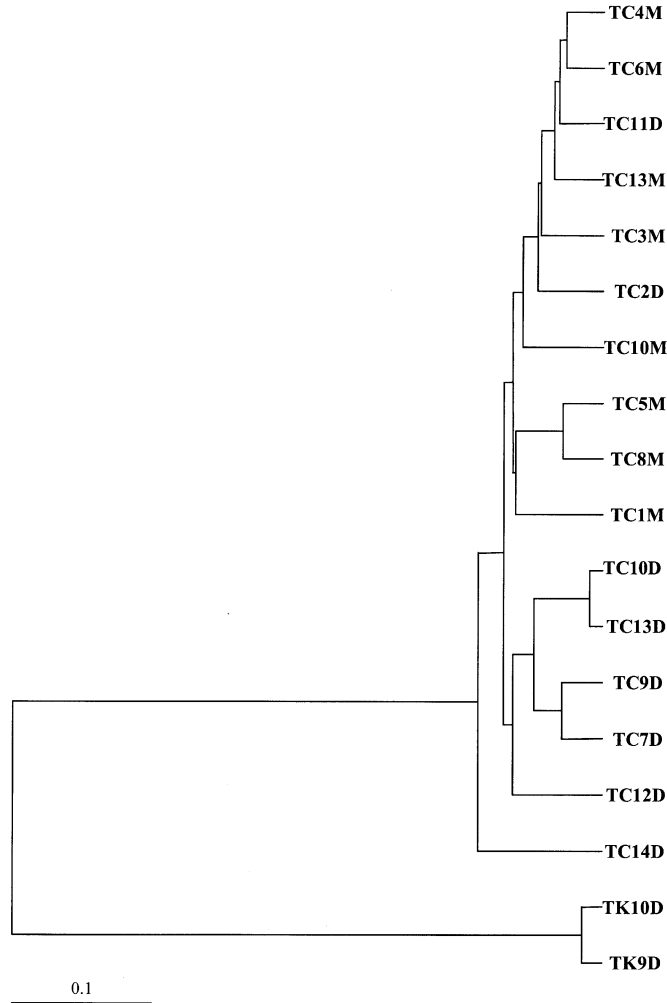 TC4M
TC6M
TC11D
TC13M
TC3M
TC2D
TC10M
TC5M
TC8M
TC1M
TC10D
TC13D
TC9D
TC7D
TC12D
TC14D
TK10D
TK9D
0.1